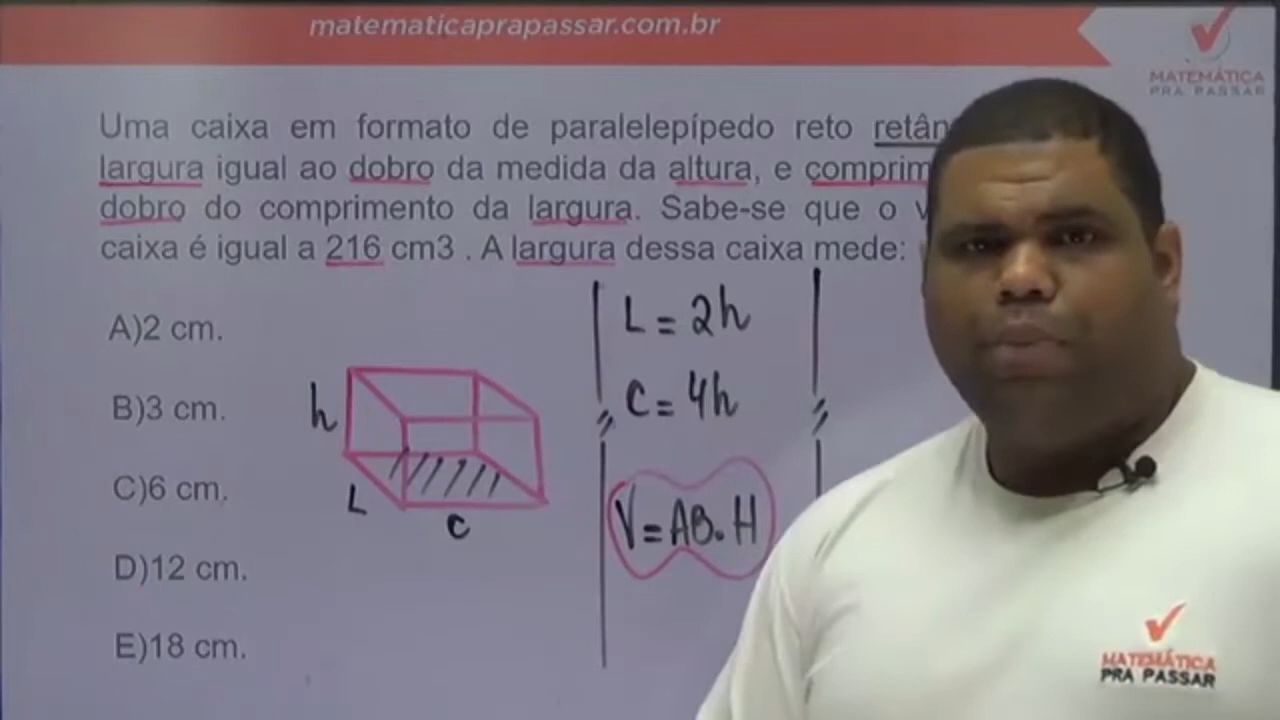 matematicaprapassar.com.br
MATEMÁTICA
PRA PASSAR
Uma caixa em formato de paralelepípedo reto
largura igual ao dobro da medida da altura, e
dobro do comprimento da largura. Sabe-se que o
caixa é igual a 216 cm3 . A largura dessa caixa mede:
A)2 cm.
B)3 cm.
C)6 cm.
D)12 cm.
E)18 cm.
h
L
C
L = 2h
C = 4h
V = AB. H
MATEMÁTICA
PRA PASSAR